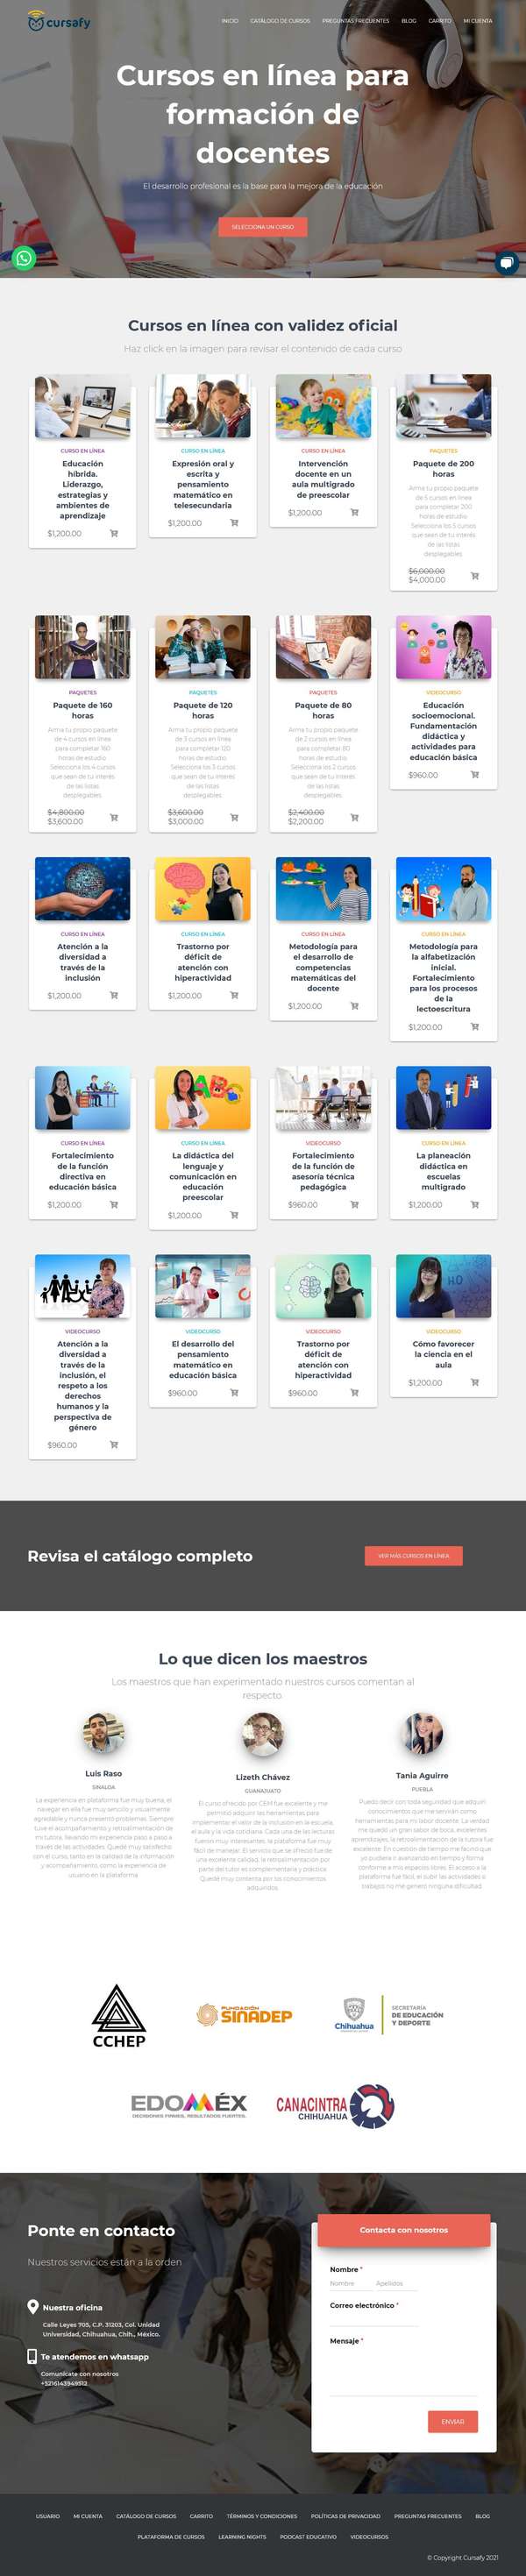 cursafy
INICIO
CATÁLOGO DE CURSOS
PREGUNTAS FRECUENTES
BLOG
CARRITO
MI CUENTA
Cursos en línea para
formación de
docentes
El desarrollo profesional es la base para la mejora de la educación
SELECCIONA UN CURSO
Cursos en línea con validez oficial
Haz click en la imagen para revisar el contenido de cada curso
CURSO EN LÍNEA
Educación
híbrida.
Liderazgo,
estrategias y
ambientes de
aprendizaje
$1,200.00
CURSO EN LÍNEA
Expresión oral y
escrita y
pensamiento
matemático en
telesecundaria
$1,200.00
CURSO EN LÍNEA
Intervención
docente en un
aula multigrado
de preescolar
$1,200.00
PAQUETES
Paquete de 200
horas
Arma tu propio paquete
de 5 cursos en línea
para completar 200
horas de estudio.
Selecciona los 5 cursos
que sean de tu interés
de las listas
desplegables.
$6,000.00
$4,000.00
PAQUETES
Paquete de 160
horas
Arma tu propio paquete
de 4 cursos en línea
para completar 160
horas de estudio.
Selecciona los 4 cursos
que sean de tu interés
de las listas
desplegables.
$4,800.00
$3,600.00
PAQUETES
Paquete de 120
horas
Arma tu propio paquete
de 3 cursos en línea
para completar 120
horas de estudio.
Selecciona los 3 cursos
que sean de tu interés
de las listas
desplegables.
$3,600.00
$3,000.00
PAQUETES
Paquete de 80
horas
Arma tu propio paquete
de 2 cursos en línea
para completar 80
horas de estudio.
Selecciona los 2 cursos
que sean de tu interés
de las listas
desplegables.
$2,400.00
$2,200.00
VIDEOCURSO
Educación
socioemocional.
Fundamentación
didáctica y
actividades para
educación básica
$960.00
CURSO EN LÍNEA
Atención a la
diversidad a
través de la
inclusión
$1,200.00
CURSO EN LÍNEA
Trastorno por
déficit de
atención con
hiperactividad
$1,200.00
CURSO EN LÍNEA
Metodología para
el desarrollo de
competencias
matemáticas del
docente
$1,200.00
CURSO EN LÍNEA
Metodología para
la alfabetización
inicial.
Fortalecimiento
para los procesos
de la
lectoescritura
$1,200.00
CURSO EN LÍNEA
Fortalecimiento
de la función
directiva en
educación básica
$1,200.00
ABC
CURSO EN LÍNEA
La didáctica del
lenguaje y
comunicación en
educación
preescolar
$1,200.00
VIDEOCURSO
Fortalecimiento
de la función de
asesoría técnica
pedagógica
$960.00
CURSO EN LÍNEA
La planeación
didáctica en
escuelas
multigrado
$1,200.00
VIDEOCURSO
Atención a la
diversidad a
través de la
inclusión, el
respeto a los
derechos
humanos y la
perspectiva de
género
$960.00
VIDEOCURSO
El desarrollo del
pensamiento
matemático en
educación básica
$960.00
VIDEOCURSO
Trastorno por
déficit de
atención con
hiperactividad
$960.00
H₂O
VIDEOCURSO
Cómo favorecer
la ciencia en el
aula
$1,200.00
Revisa el catálogo completo
VER MÁS CURSOS EN LÍNEA
Lo que dicen los maestros
Los maestros que han experimentado nuestros cursos comentan al
respecto.
Luis Raso
SINALOA
La experiencia en plataforma fue muy buena, el
navegar en ella fue muy sencillo y visualmente
agradable y nunca presentó problemas. Siempre
tuve el acompañamiento y retroalimentación de
mi tutora, llevando mi experiencia paso a paso a
través de las actividades. Quedé muy satisfecho
con el curso, tanto en la calidad de la información
y acompañamiento, como la experiencia de
usuario en la plataforma.
Lizeth Chávez
GUANAJUATO
El curso ofrecido por CEM fue excelente y me
permitió adquirir las herramientas para
implementar el valor de la inclusión en la escuela,
el aula y la vida cotidiana. Cada una de las lecturas
fueron muy interesantes, la plataforma fue muy
fácil de manejar. El servicio que se ofreció fue de
una excelente calidad, la retroalimentación por
parte del tutor es complementaria y práctica.
Quedé muy contenta por los conocimientos
adquiridos.
Tania Aguirre
PUEBLA
Puedo decir con toda seguridad que adquirí
conocimientos que me servirán como
herramientas para mi labor docente. La verdad
me quedó un gran sabor de boca, excelentes
aprendizajes, la retroalimentación de la tutora fue
excelente. En cuestión de tiempo me facinó que
yo pudiera ir avanzando en tiempo y forma
conforme a mis espacios libres. El acceso a la
plataforma fue fácil, el subir las actividades o
trabajos no me generó ninguna dificultad.
CCHEP
FUNDACIÓN
SINADEP
Chihuahua
SECRETARÍA
DE EDUCACIÓN
Y DEPORTE
EDOMÉX
DECISIONES FIRMES, RESULTADOS FUERTES.
CANACINTRA
CHIHUAHUA
Ponte en contacto
Nuestros servicios están a la orden
Nuestra oficina
Calle Leyes 705, C.P. 31203, Col. Unidad
Universidad, Chihuahua, Chih., México.
Te atendemos en whatsapp
Comunícate con nosotros
+5216143949512
Contacta con nosotros
Nombre *
Nombre
Apellidos
Correo electrónico *
Mensaje *
ENVIAR
USUARIO
MI CUENTA
CATÁLOGO DE CURSOS
CARRITO
TÉRMINOS Y CONDICIONES
POLÍTICAS DE PRIVACIDAD
PREGUNTAS FRECUENTES
BLOG
PLATAFORMA DE CURSOS
LEARNING NIGHTS
PODCAST EDUCATIVO
VIDEOCURSOS
© Copyright Cursafy 2021